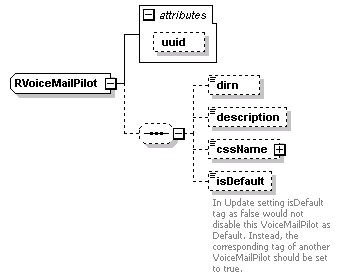 attributes
uuid
RVoiceMailPilot
dirn
description
cssName
isDefault
In Update setting isDefault
tag as false would not
disable this VoiceMailPilot as
Default. Instead, the
corresponding tag of another
VoiceMailPilot should be set
to true.